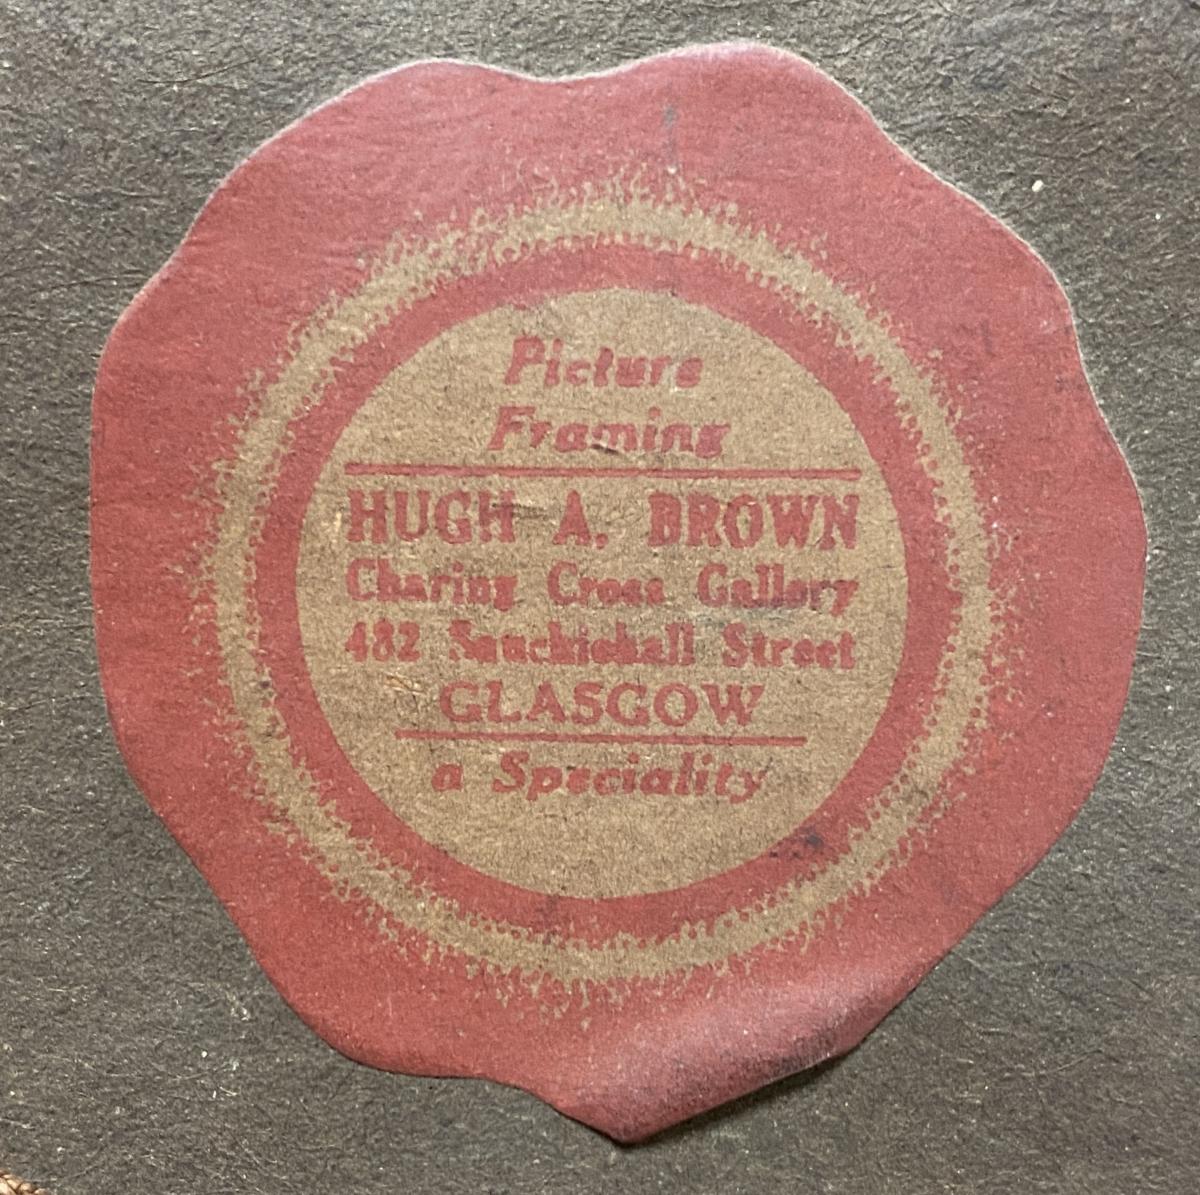 Picture
Framing
HUGH A. BROWN
Charing Cross Gallery
482 Sauchiehall Street
GLASGOW
a Speciality